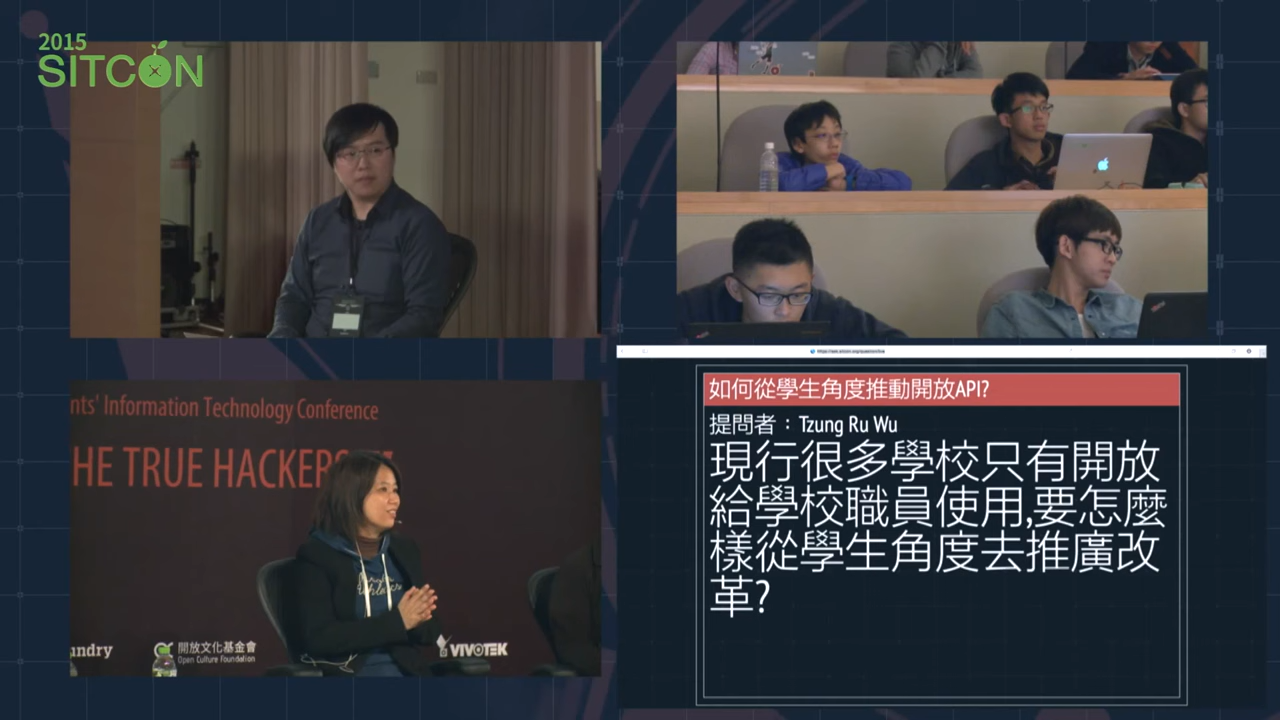 2015
SITCON
nts' Information Technology Conference
HE TRUE HACKERS
undry
開放文化基金會
Open Culture Foundation
VIVOTEK
如何從學生角度推動開放API?
提問者：Tzung Ru Wu
現行很多學校只有開放
給學校職員使用,要怎麼
樣從學生角度去推廣改
革?